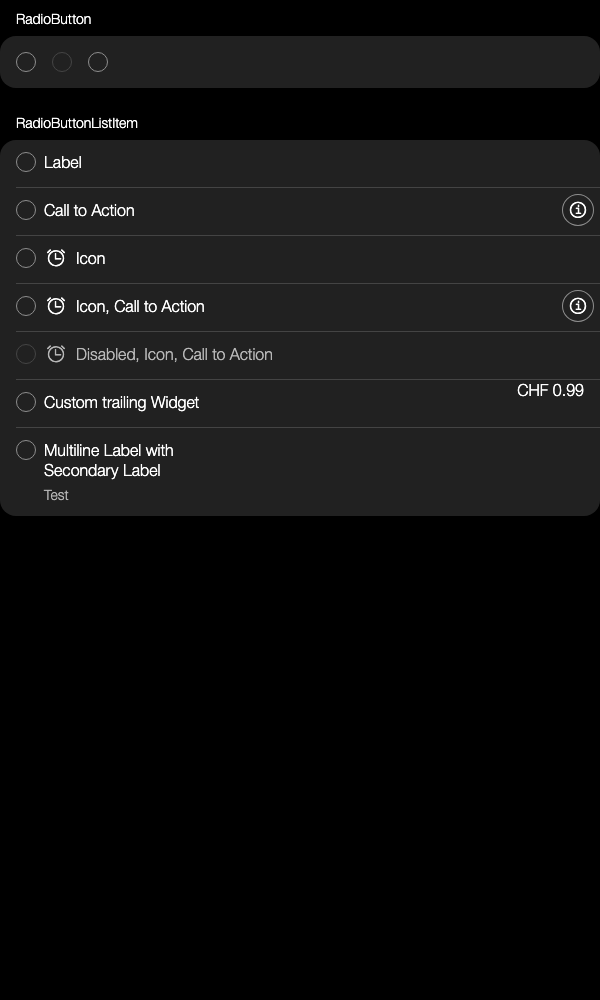 RadioButton
RadioButtonListItem
Label
Call to Action
Icon
Icon, Call to Action
Disabled, Icon, Call to Action
CHF 0.99
Custom trailing Widget
Multiline Label with
Secondary Label
Test